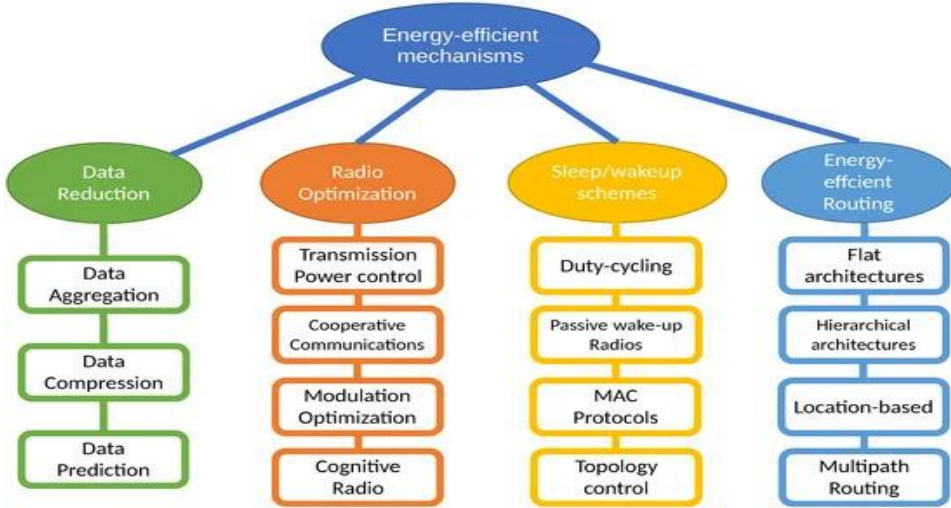 Energy-efficient
mechanisms
Data
Reduction
Radio
Optimization
Sleep/wakeup
schemes
Energy-
effcient
Routing
Data
Aggregation
Data
Compression
Data
Prediction
Transmission
Power control
Cooperative
Communications
Modulation
Optimization
Cognitive
Radio
Duty-cycling
Passive wake-up
Radios
MAC
Protocols
Topology
control
Flat
architectures
Hierarchical
architectures
Location-based
Multipath
Routing